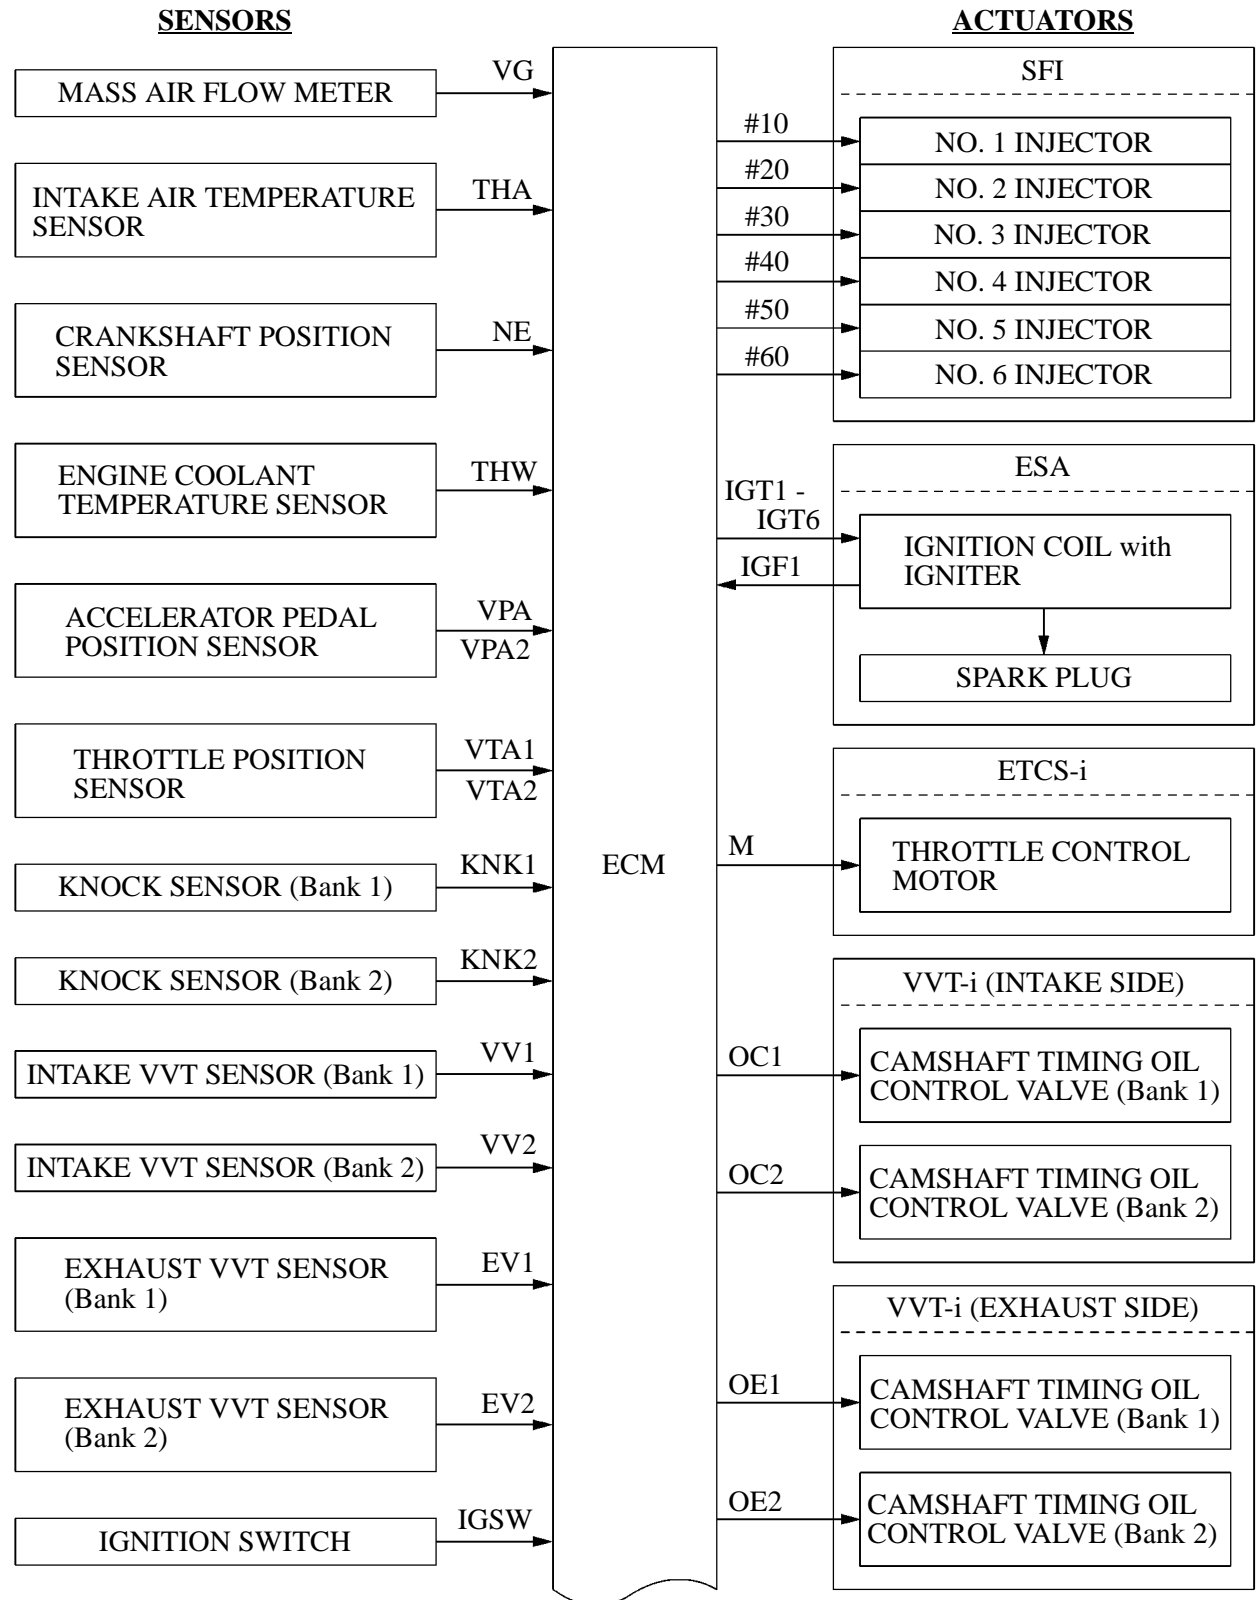 SENSORS
MASS AIR FLOW METER
VG
INTAKE AIR TEMPERATURE
SENSOR
THA
CRANKSHAFT POSITION
SENSOR
NE
ENGINE COOLANT
TEMPERATURE SENSOR
THW
ACCELERATOR PEDAL
POSITION SENSOR
VPA
VPA2
THROTTLE POSITION
SENSOR
VTA1
VTA2
KNOCK SENSOR (Bank 1)
KNK1
KNOCK SENSOR (Bank 2)
KNK2
INTAKE VVT SENSOR (Bank 1)
VV1
INTAKE VVT SENSOR (Bank 2)
VV2
EXHAUST VVT SENSOR
(Bank 1)
EV1
EXHAUST VVT SENSOR
(Bank 2)
EV2
IGNITION SWITCH
IGSW
ECM
ACTUATORS
SFI
#10
NO. 1 INJECTOR
#20
NO. 2 INJECTOR
#30
NO. 3 INJECTOR
#40
NO. 4 INJECTOR
#50
NO. 5 INJECTOR
#60
NO. 6 INJECTOR
ESA
IGT1 -
IGT6
IGF1
IGNITION COIL with
IGNITER
SPARK PLUG
ETCS-i
M
THROTTLE CONTROL
MOTOR
VVT-i (INTAKE SIDE)
OC1
CAMSHAFT TIMING OIL
CONTROL VALVE (Bank 1)
OC2
CAMSHAFT TIMING OIL
CONTROL VALVE (Bank 2)
VVT-i (EXHAUST SIDE)
OE1
CAMSHAFT TIMING OIL
CONTROL VALVE (Bank 1)
OE2
CAMSHAFT TIMING OIL
CONTROL VALVE (Bank 2)